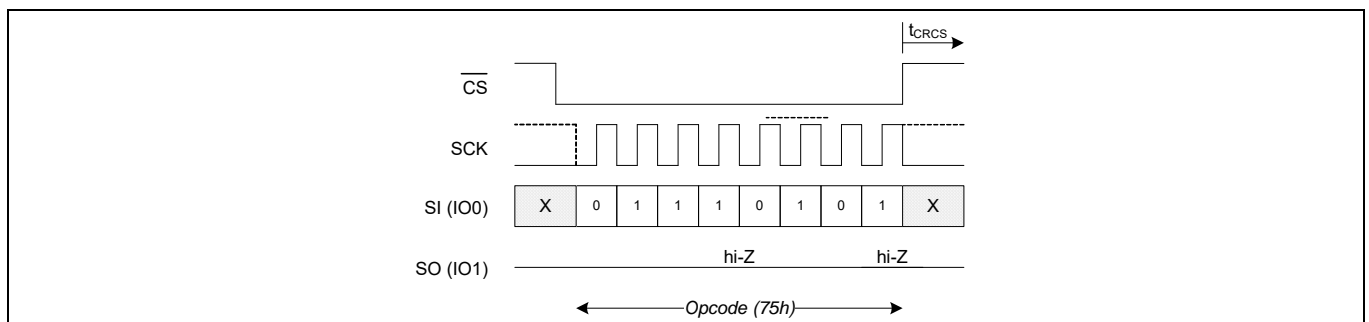 tCRCS
CS
SCK
SI (IO0) X 0 1 1 1 0 1 0 1 X
SO (IO1) hi-Z hi-Z
Opcode (75h)